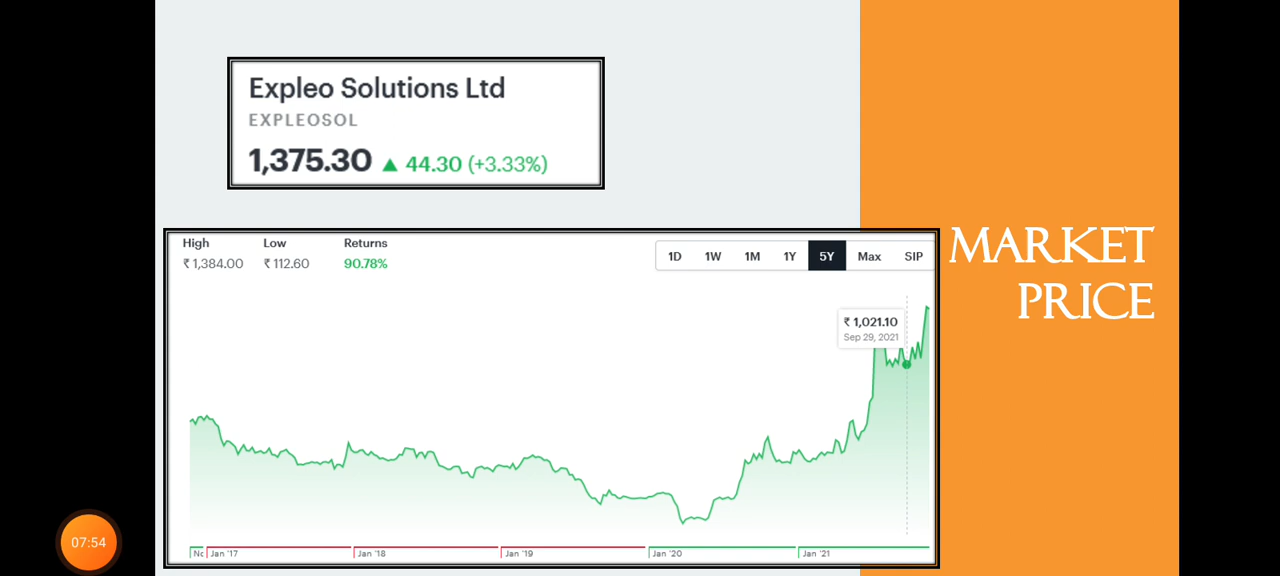 Expleo Solutions Ltd
EXPLEOSOL
1,375.30 ▲ 44.30 (+3.33%)
High Low Returns
₹ 1,384.00 ₹ 112.60 90.78%
1D 1W 1M 1Y 5Y Max SIP
MARKET
PRICE
₹ 1,021.10
Sep 29, 2021
Nc Jan '17 Jan '18 Jan '19 Jan '20 Jan '21
07:54